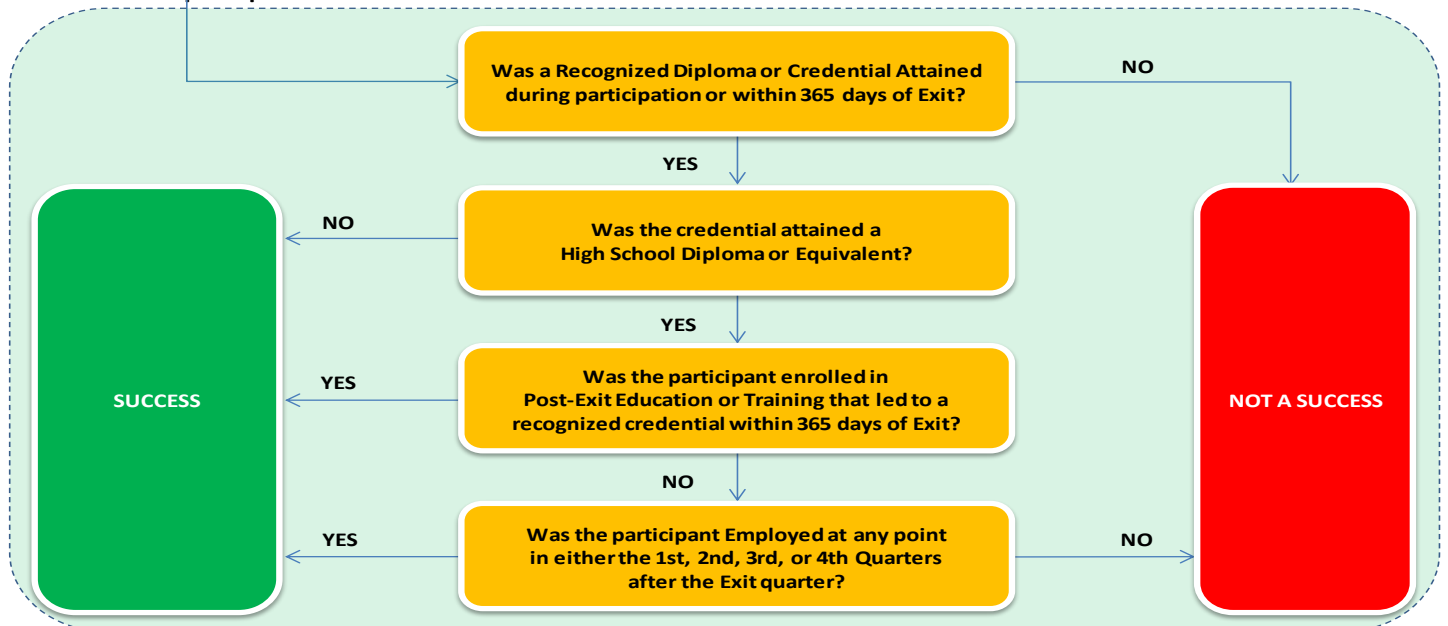 Was a Recognized Diploma or Credential Attained
during participation or within 365 days of Exit?
NO
YES
Was the credential attained a
High School Diploma or Equivalent?
NO
YES
Was the participant enrolled in
Post-Exit Education or Training that led to a
recognized credential within 365 days of Exit?
YES
SUCCESS
NOT A SUCCESS
NO
Was the participant Employed at any point
in either the 1st, 2nd, 3rd, or 4th Quarters
after the Exit quarter?
YES
NO